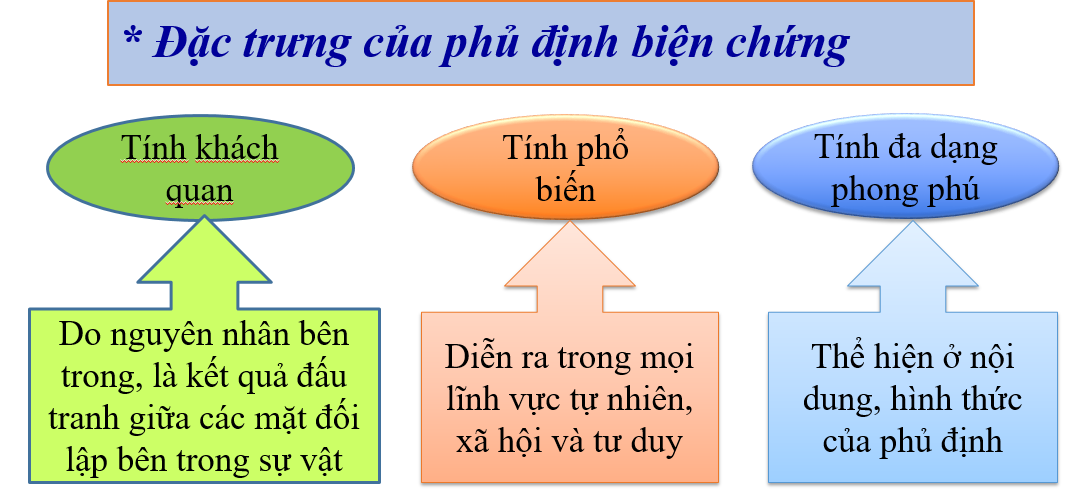 * Đặc trưng của phủ định biện chứng
Tính khách
quan
Tính phổ
biến
Tính đa dạng
phong phú
Do nguyên nhân bên
trong, là kết quả đấu
tranh giữa các mặt đối
lập bên trong sự vật
Diễn ra trong mọi
lĩnh vực tự nhiên,
xã hội và tư duy
Thể hiện ở nội
dung, hình thức
của phủ định